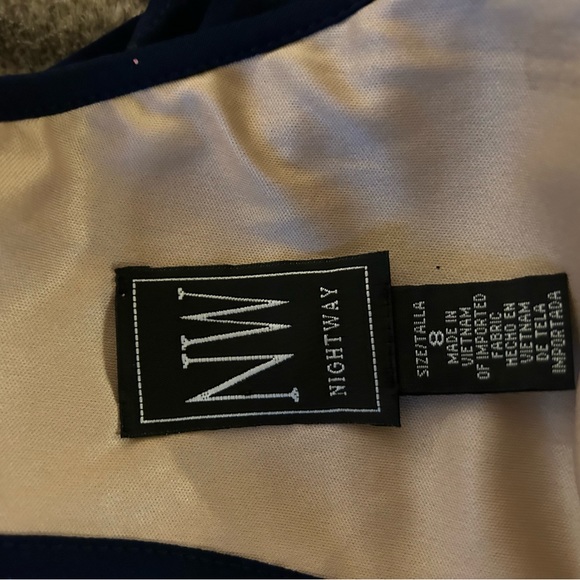 NW
NIGHTWAY
SIZE/TALLA
8
MADE IN
VIETNAM
OF IMPORTED
FABRIC
HECHO EN
VIETNAM
DE TELA
IMPORTADA